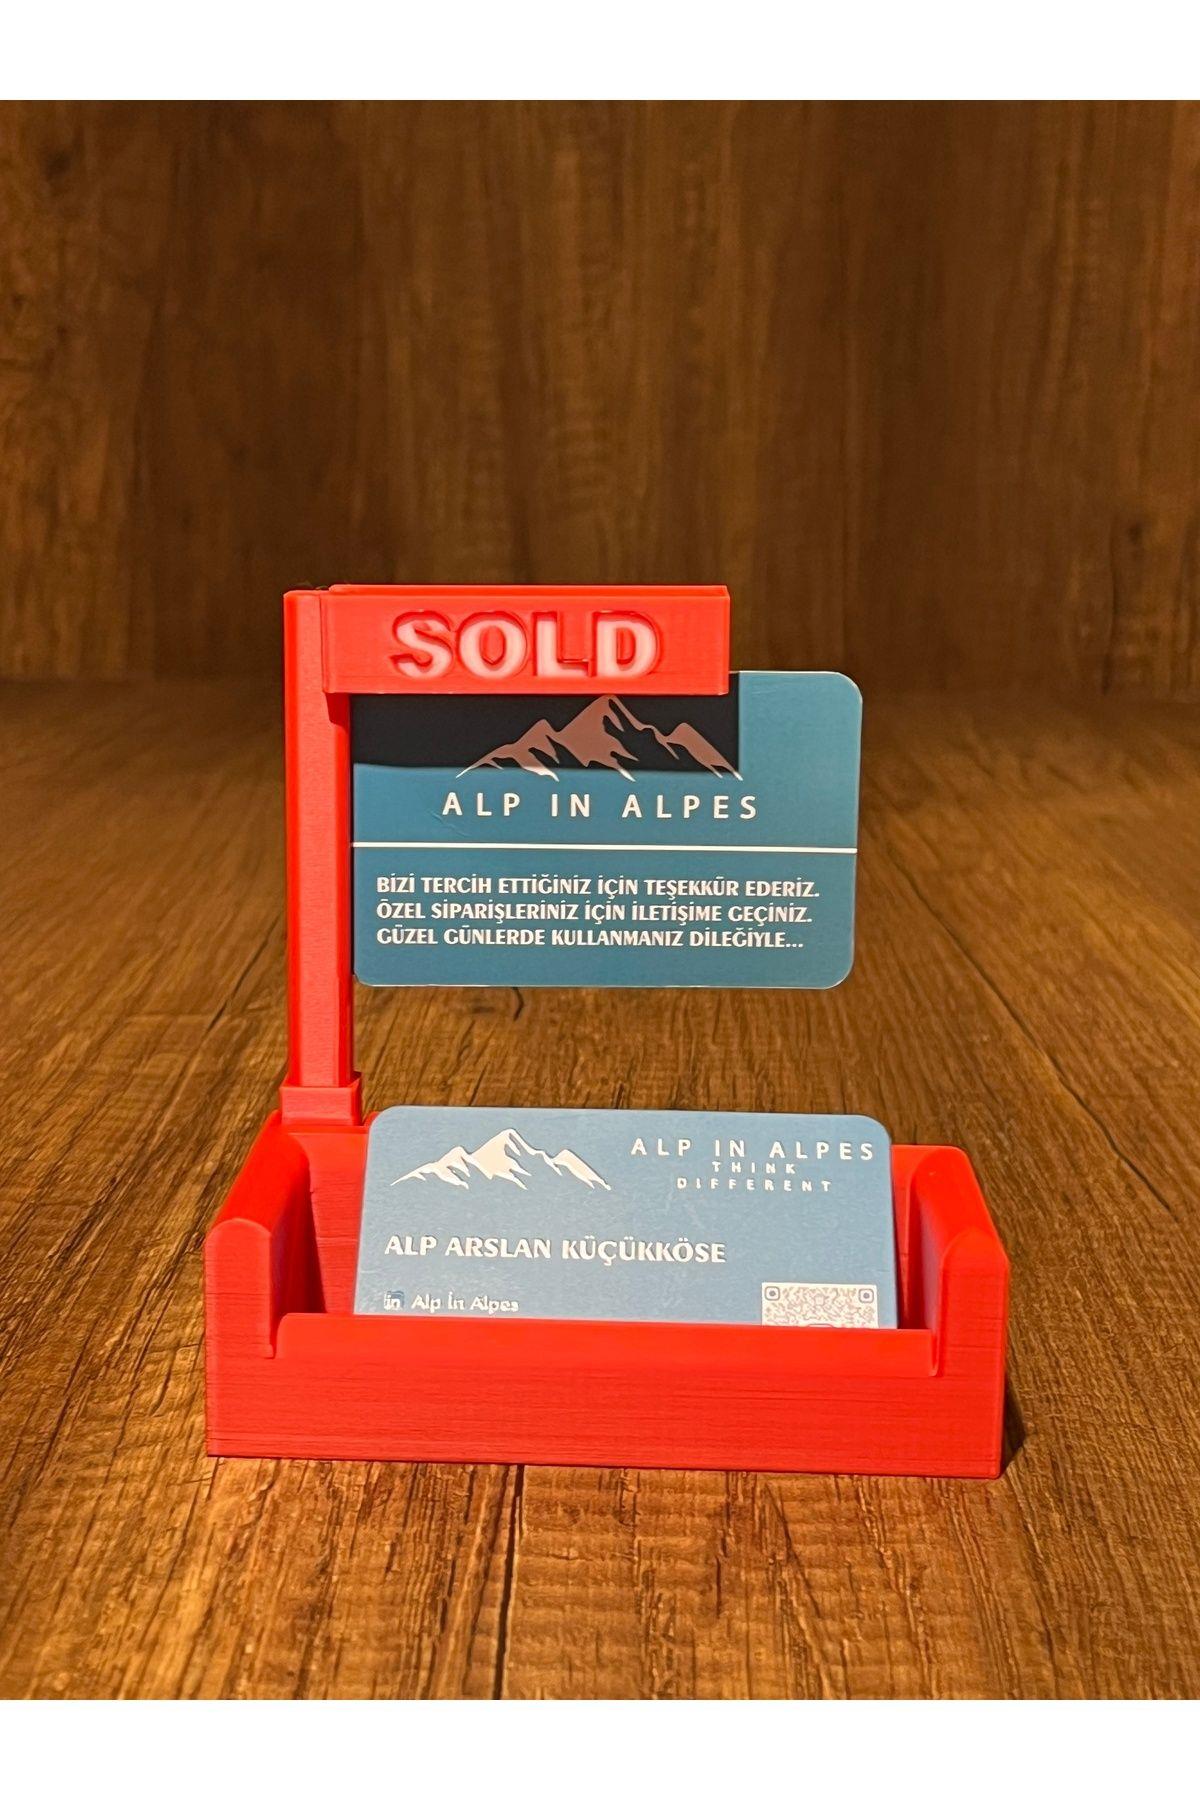 SOLD
ALP IN ALPES
BİZİ TERCİH ETTİĞİNİZ İÇİN TEŞEKKÜR EDERİZ.
ÖZEL SİPARİŞLERİNİZ İÇİN İLETİŞİME GEÇİNİZ.
GÜZEL GÜNLERDE KULLANMANIZ DİLEĞİYLE...
ALP IN ALPES
THINK
DIFFERENT
ALP ARSLAN KÜÇÜKKÖSE
in Alp İn Alpes